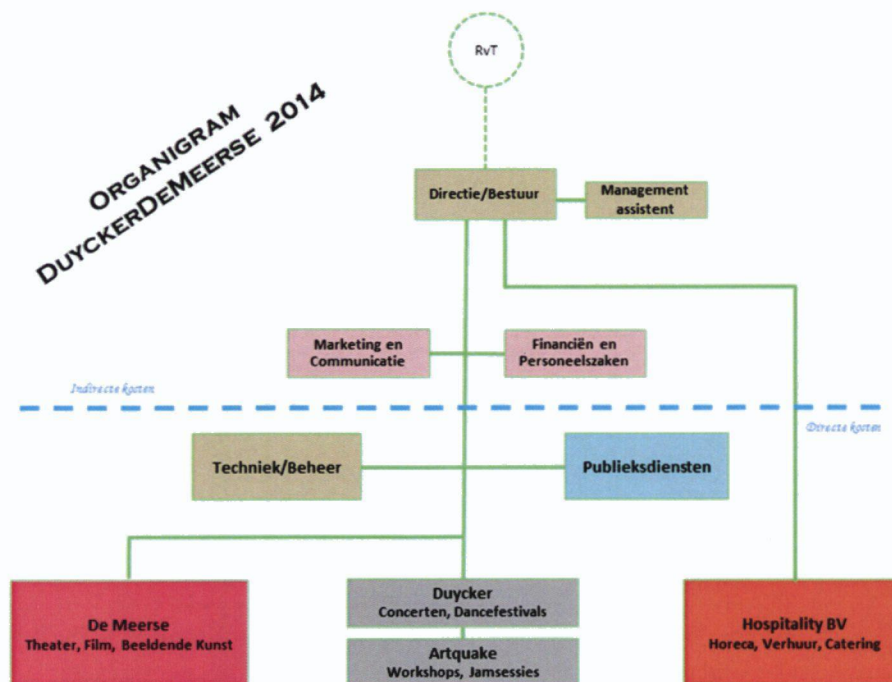 RvT
ORGANIGRAM
DUYCKERDEMEERSE 2014
Directie/Bestuur
Management
assistent
Marketing en
Communicatie
Financiën en
Personeelszaken
Indirecte kosten
Directe kosten
Techniek/Beheer
Publieksdiensten
De Meerse
Theater, Film, Beeldende Kunst
Duycker
Concerten, Dancefestivals
Artquake
Workshops, Jamsessies
Hospitality BV
Horeca, Verhuur, Catering